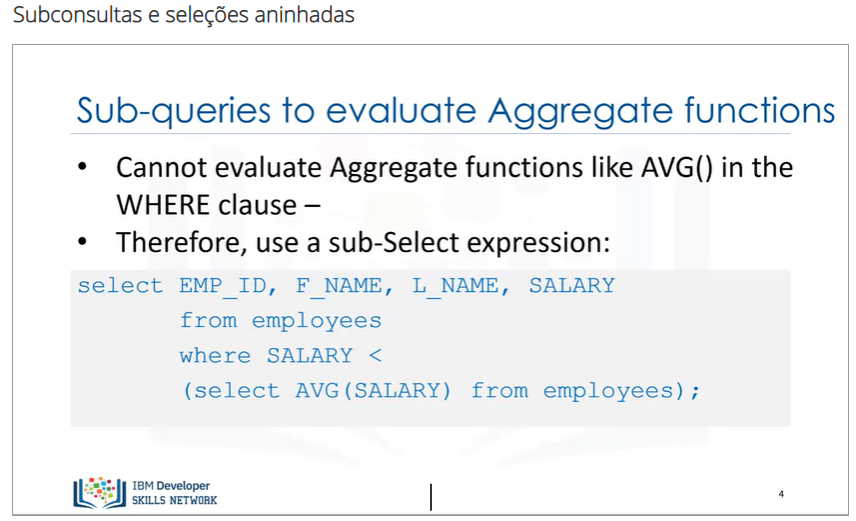 Subconsultas e seleções aninhadas
Sub-queries to evaluate Aggregate functions
• Cannot evaluate Aggregate functions like AVG() in the
WHERE clause –
• Therefore, use a sub-Select expression:
select EMP_ID, F_NAME, L_NAME, SALARY
from employees
where SALARY <
(select AVG(SALARY) from employees);
IBM Developer
SKILLS NETWORK
4